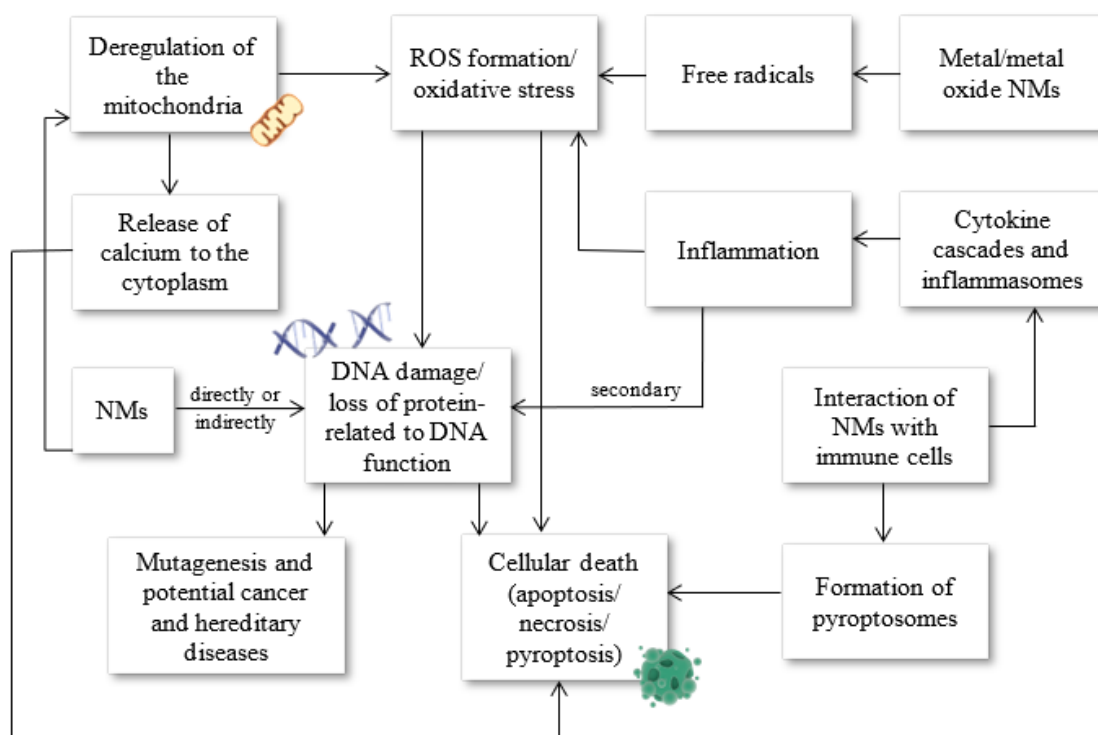 Deregulation of
the
mitochondria
ROS formation/
oxidative stress
Free radicals
Metal/metal
oxide NMs
Release of
calcium to the
cytoplasm
Inflammation
Cytokine
cascades and
inflammasomes
NMs
directly or
indirectly
DNA damage/
loss of protein-
related to DNA
function
secondary
Interaction of
NMs with
immune cells
Mutagenesis and
potential cancer
and hereditary
diseases
Cellular death
(apoptosis/
necrosis/
pyroptosis)
Formation of
pyroptosomes